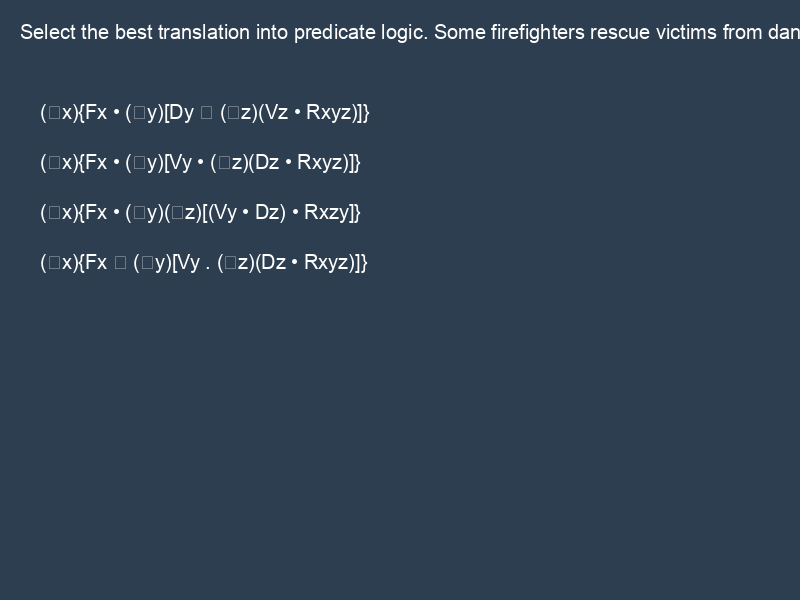 Select the best translation into predicate logic. Some firefighters rescue victims from dan
(□x){Fx • (□y)[Dy □ (□z)(Vz • Rxyz)]}
(□x){Fx • (□y)[Vy • (□z)(Dz • Rxyz)]}
(□x){Fx • (□y)(□z)[(Vy • Dz) • Rxzy]}
(□x){Fx □ (□y)[Vy . (□z)(Dz • Rxyz)]}